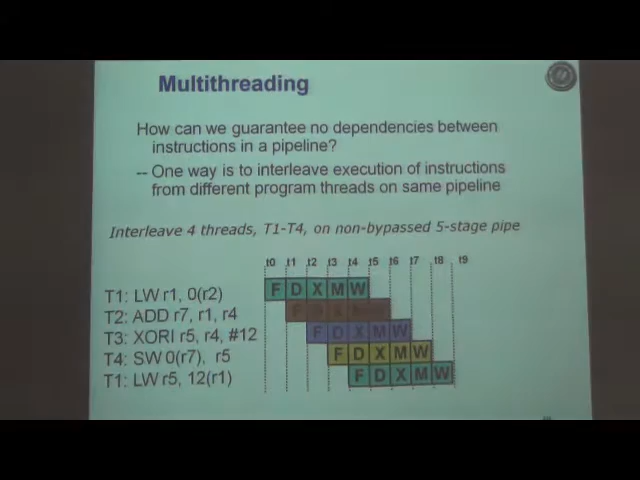 Multithreading
How can we guarantee no dependencies between
instructions in a pipeline?
-- One way is to interleave execution of instructions
from different program threads on same pipeline
Interleave 4 threads, T1-T4, on non-bypassed 5-stage pipe
t0 t1 t2 t3 t4 t5 t6 t7 t8 t9
T1: LW r1, 0(r2) F D X M W
T2: ADD r7, r1, r4 F D X
T3: XORI r5, r4, #12 F D X M W
T4: SW 0(r7), r5 F D X M W
T1: LW r5, 12(r1) F D X M W